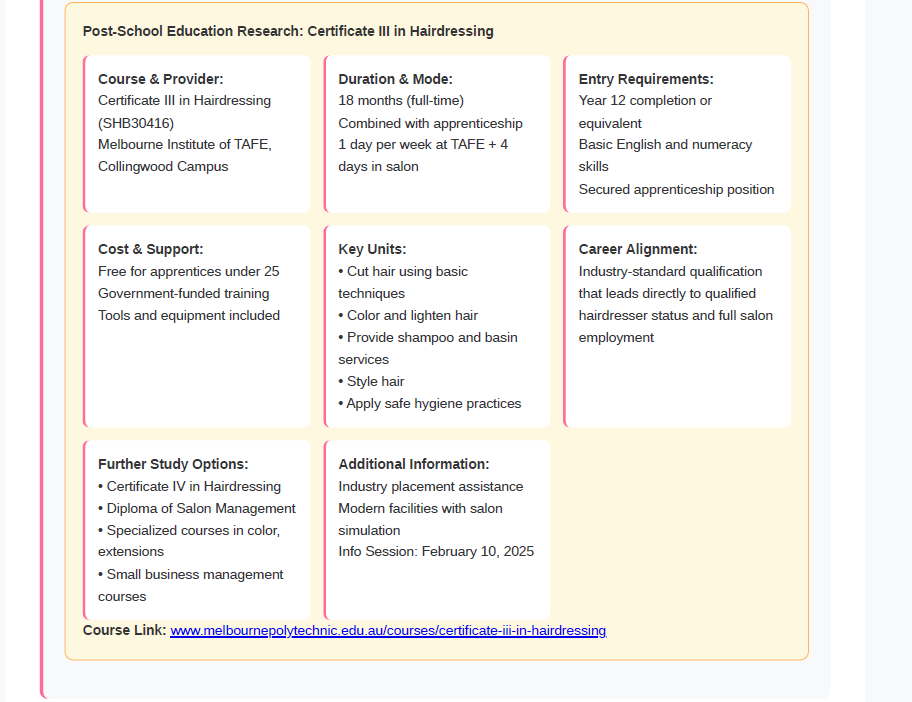 Post-School Education Research: Certificate III in Hairdressing
Course & Provider:
Certificate III in Hairdressing
(SHB30416)
Melbourne Institute of TAFE,
Collingwood Campus
Duration & Mode:
18 months (full-time)
Combined with apprenticeship
1 day per week at TAFE + 4
days in salon
Entry Requirements:
Year 12 completion or
equivalent
Basic English and numeracy
skills
Secured apprenticeship position
Cost & Support:
Free for apprentices under 25
Government-funded training
Tools and equipment included
Key Units:
• Cut hair using basic
techniques
• Color and lighten hair
• Provide shampoo and basin
services
• Style hair
• Apply safe hygiene practices
Career Alignment:
Industry-standard qualification
that leads directly to qualified
hairdresser status and full salon
employment
Further Study Options:
• Certificate IV in Hairdressing
• Diploma of Salon Management
• Specialized courses in color,
extensions
• Small business management
courses
Additional Information:
Industry placement assistance
Modern facilities with salon
simulation
Info Session: February 10, 2025
Course Link: www.melbournepolytechnic.edu.au/courses/certificate-iii-in-hairdressing